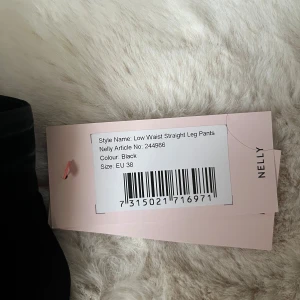 Style Name: Low Waist Straight Leg Pants
Nelly Article No. 244966
Colour: Black
Size: EU 38
7 315021 716971
NELLY